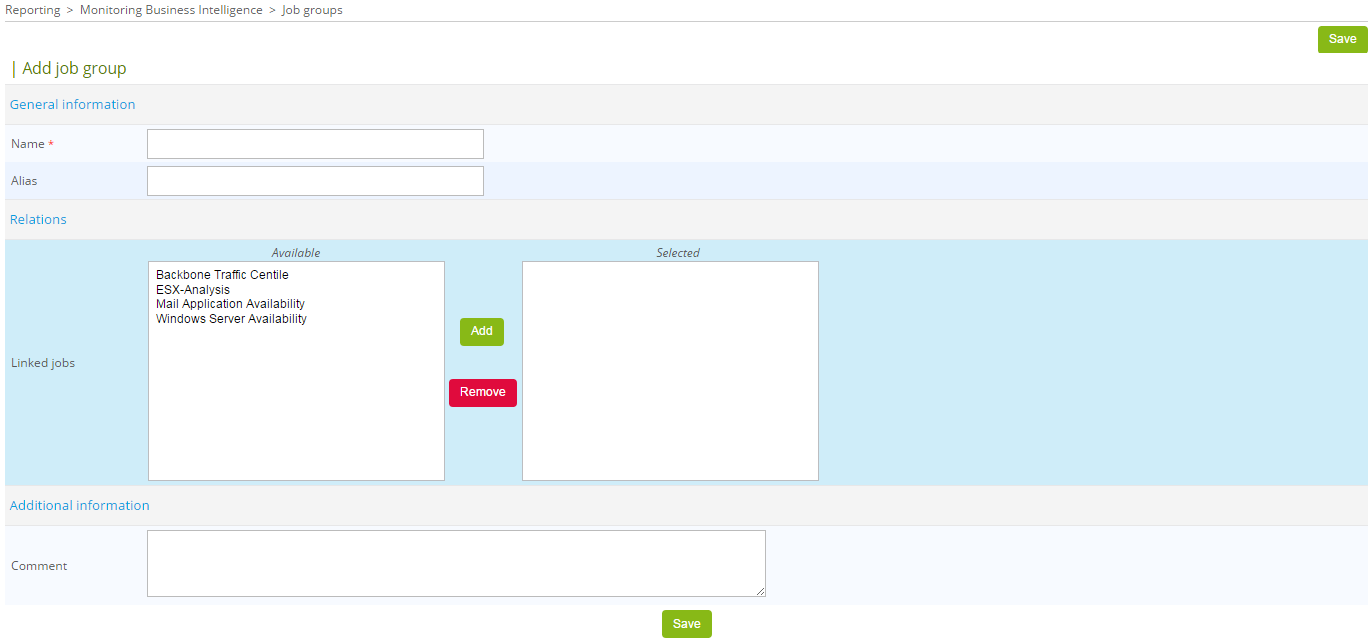 Reporting > Monitoring Business Intelligence > Job groups
Save
| Add job group
General information
Name *
Alias
Relations
Available
Selected
Backbone Traffic Centile
ESX-Analysis
Mail Application Availability
Windows Server Availability
Add
Linked jobs
Remove
Additional information
Comment
Save